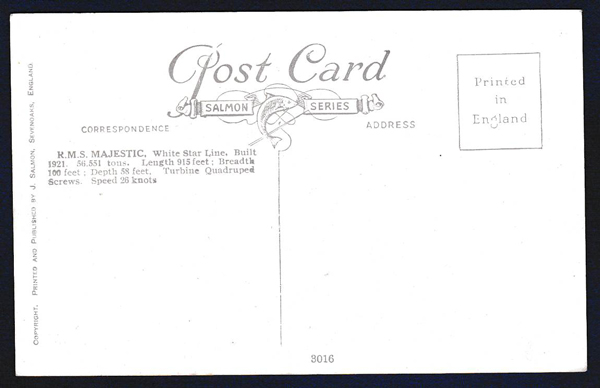 Post Card
SALMON SERIES
CORRESPONDENCE
ADDRESS
Printed
in
England
R.M.S. MAJESTIC, White Star Line. Built
1921. 56,551 tons. Length 915 feet; Breadth
100 feet; Depth 58 feet. Turbine Quadruped
Screws. Speed 26 knots
COPYRIGHT, PRINTED AND PUBLISHED BY J. SALMON, SEVENOAKS, ENGLAND.
3016